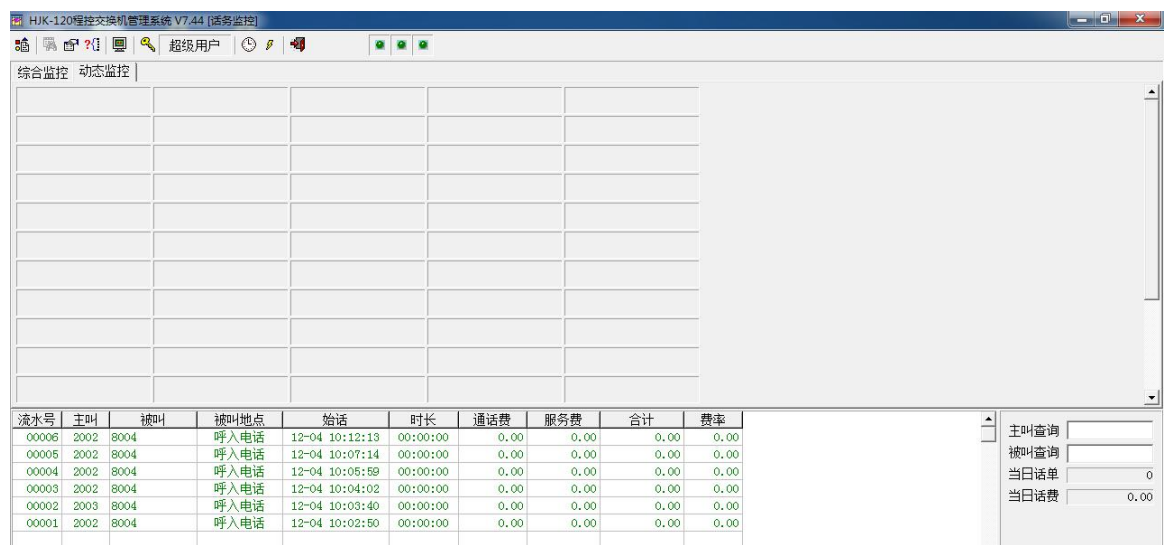 HJK-120程控交换机管理系统 V7.44 [话务监控]
超级用户
综合监控 动态监控
流水号 主叫 被叫 被叫地点 始话 时长 通话费 服务费 合计 费率
00006 2002 8004 呼入电话 12-04 10:12:13 00:00:00 0.00 0.00 0.00 0.00
00005 2002 8004 呼入电话 12-04 10:07:14 00:00:00 0.00 0.00 0.00 0.00
00004 2002 8004 呼入电话 12-04 10:05:59 00:00:00 0.00 0.00 0.00 0.00
00003 2002 8004 呼入电话 12-04 10:04:02 00:00:00 0.00 0.00 0.00 0.00
00002 2003 8004 呼入电话 12-04 10:03:40 00:00:00 0.00 0.00 0.00 0.00
00001 2002 8004 呼入电话 12-04 10:02:50 00:00:00 0.00 0.00 0.00 0.00
主叫查询
被叫查询
当日话单 0
当日话费 0.00